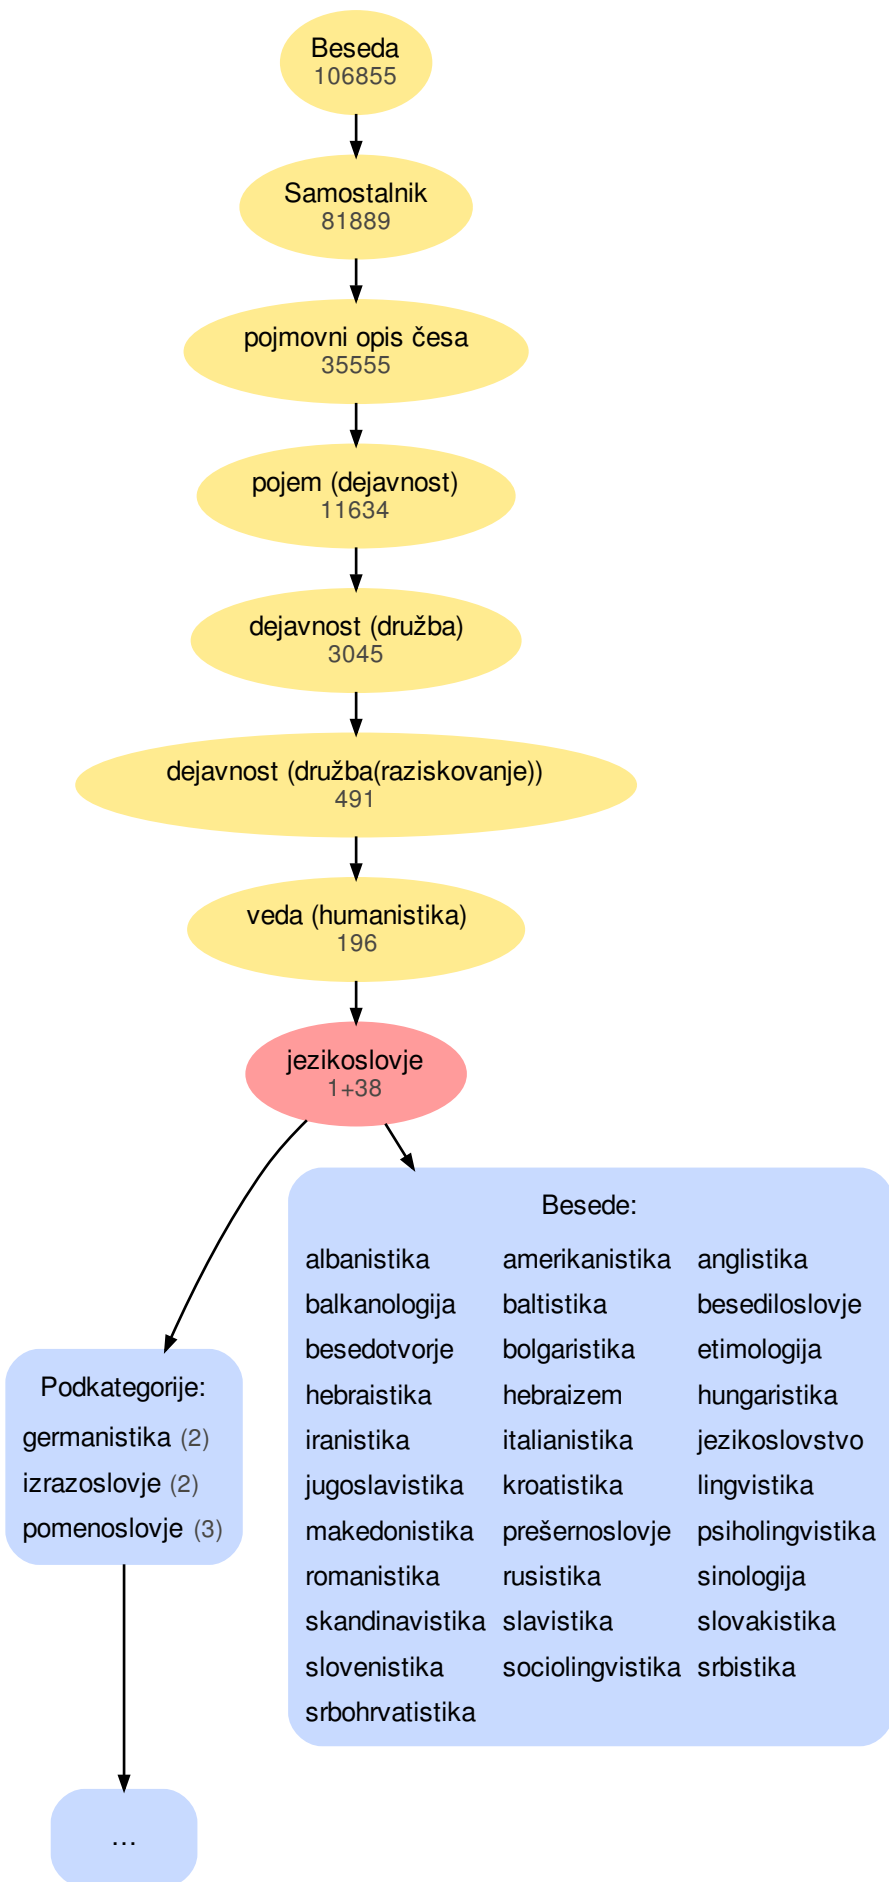 Beseda
106855
Samostalnik
81889
pojmovni opis česa
35555
pojem (dejavnost)
11634
dejavnost (družba)
3045
dejavnost (družba(raziskovanje))
491
veda (humanistika)
196
jezikoslovje
1+38
Podkategorije:
germanistika (2)
izrazoslovje (2)
pomenoslovje (3)
...
Besede:
albanistika amerikanistika anglistika
balkanologija baltistika besediloslovje
besedotvorje bolgaristika etimologija
hebraistika hebraizem hungaristika
iranistika italianistika jezikoslovstvo
jugoslavistika kroatistika lingvistika
makedonistika prešernoslovje psiholingvistika
romanistika rusistika sinologija
skandinavistika slavistika slovakistika
slovenistika sociolingvistika srbistika
srbohrvatistika